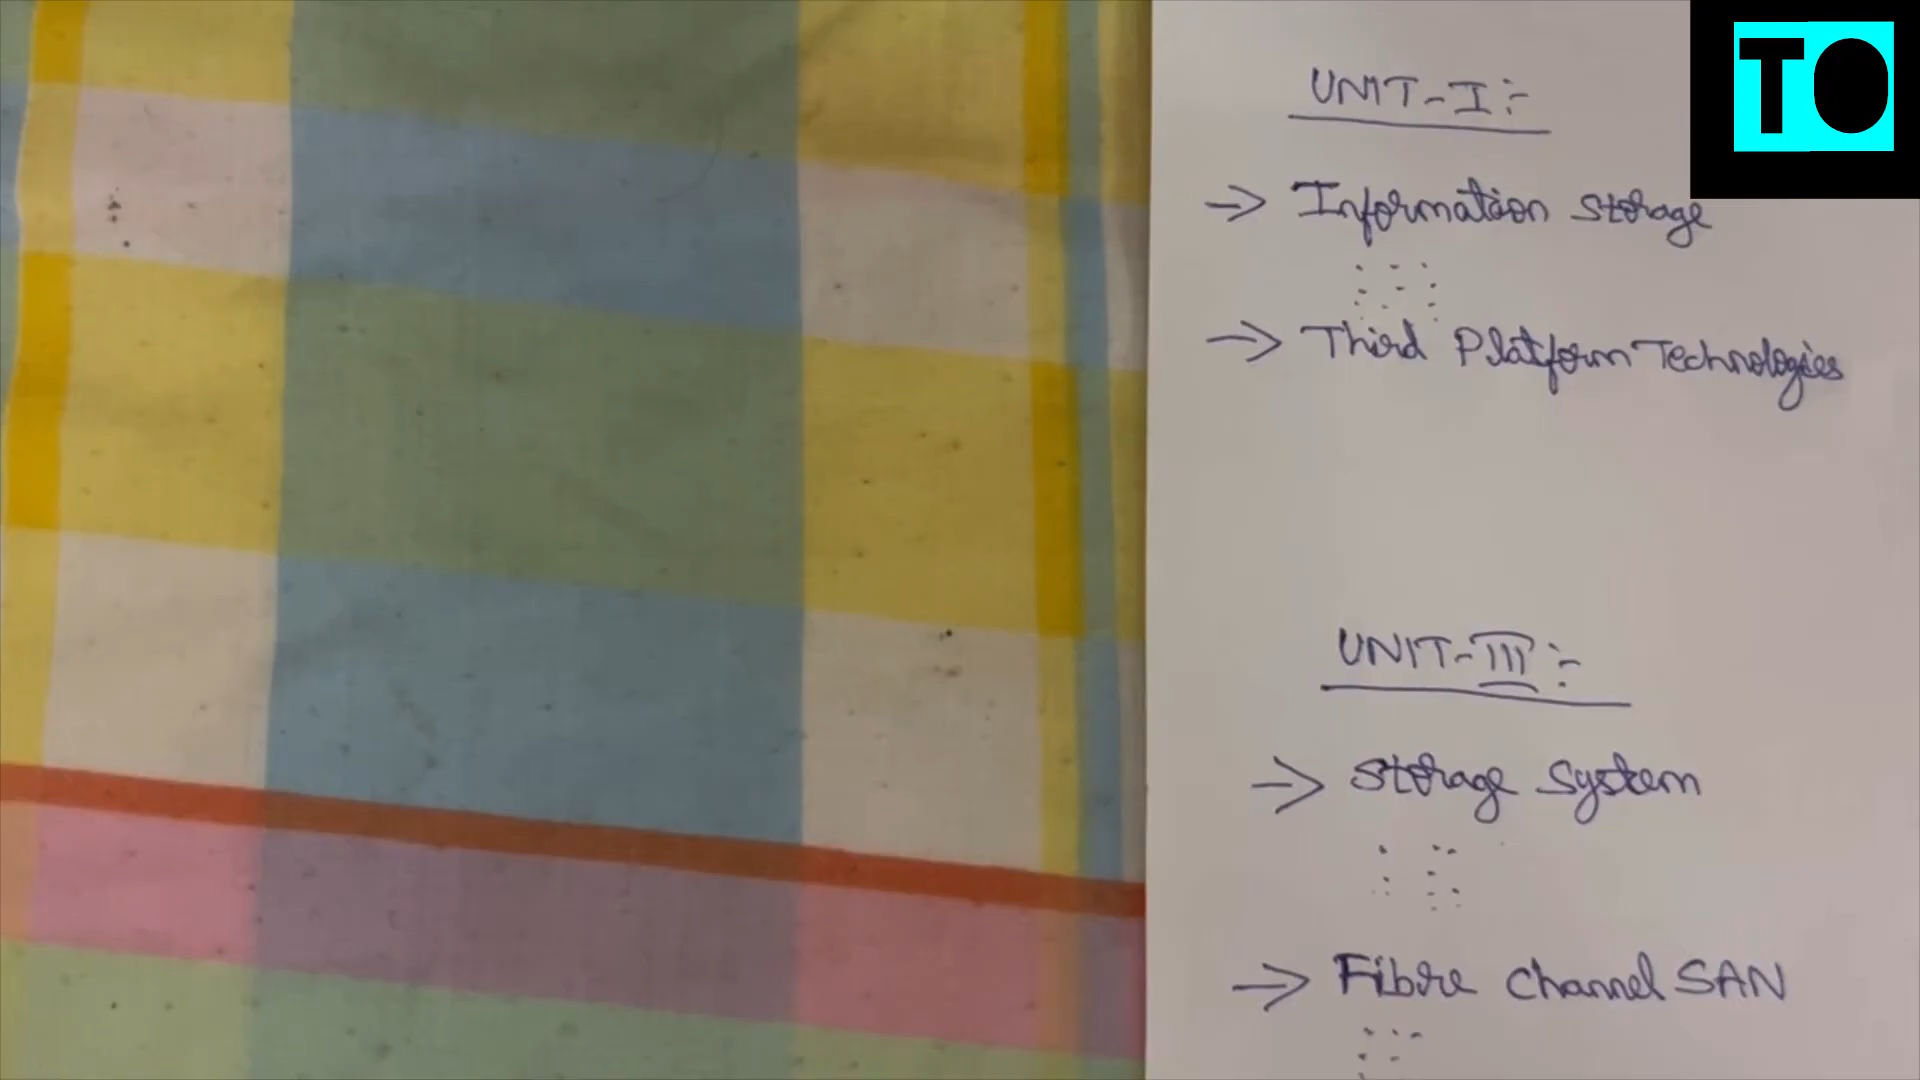 TO
UNIT-I:-
→ Information Storage
→ Third Platform Technologies
UNIT-III:-
→ Storage System
→ Fibre Channel SAN